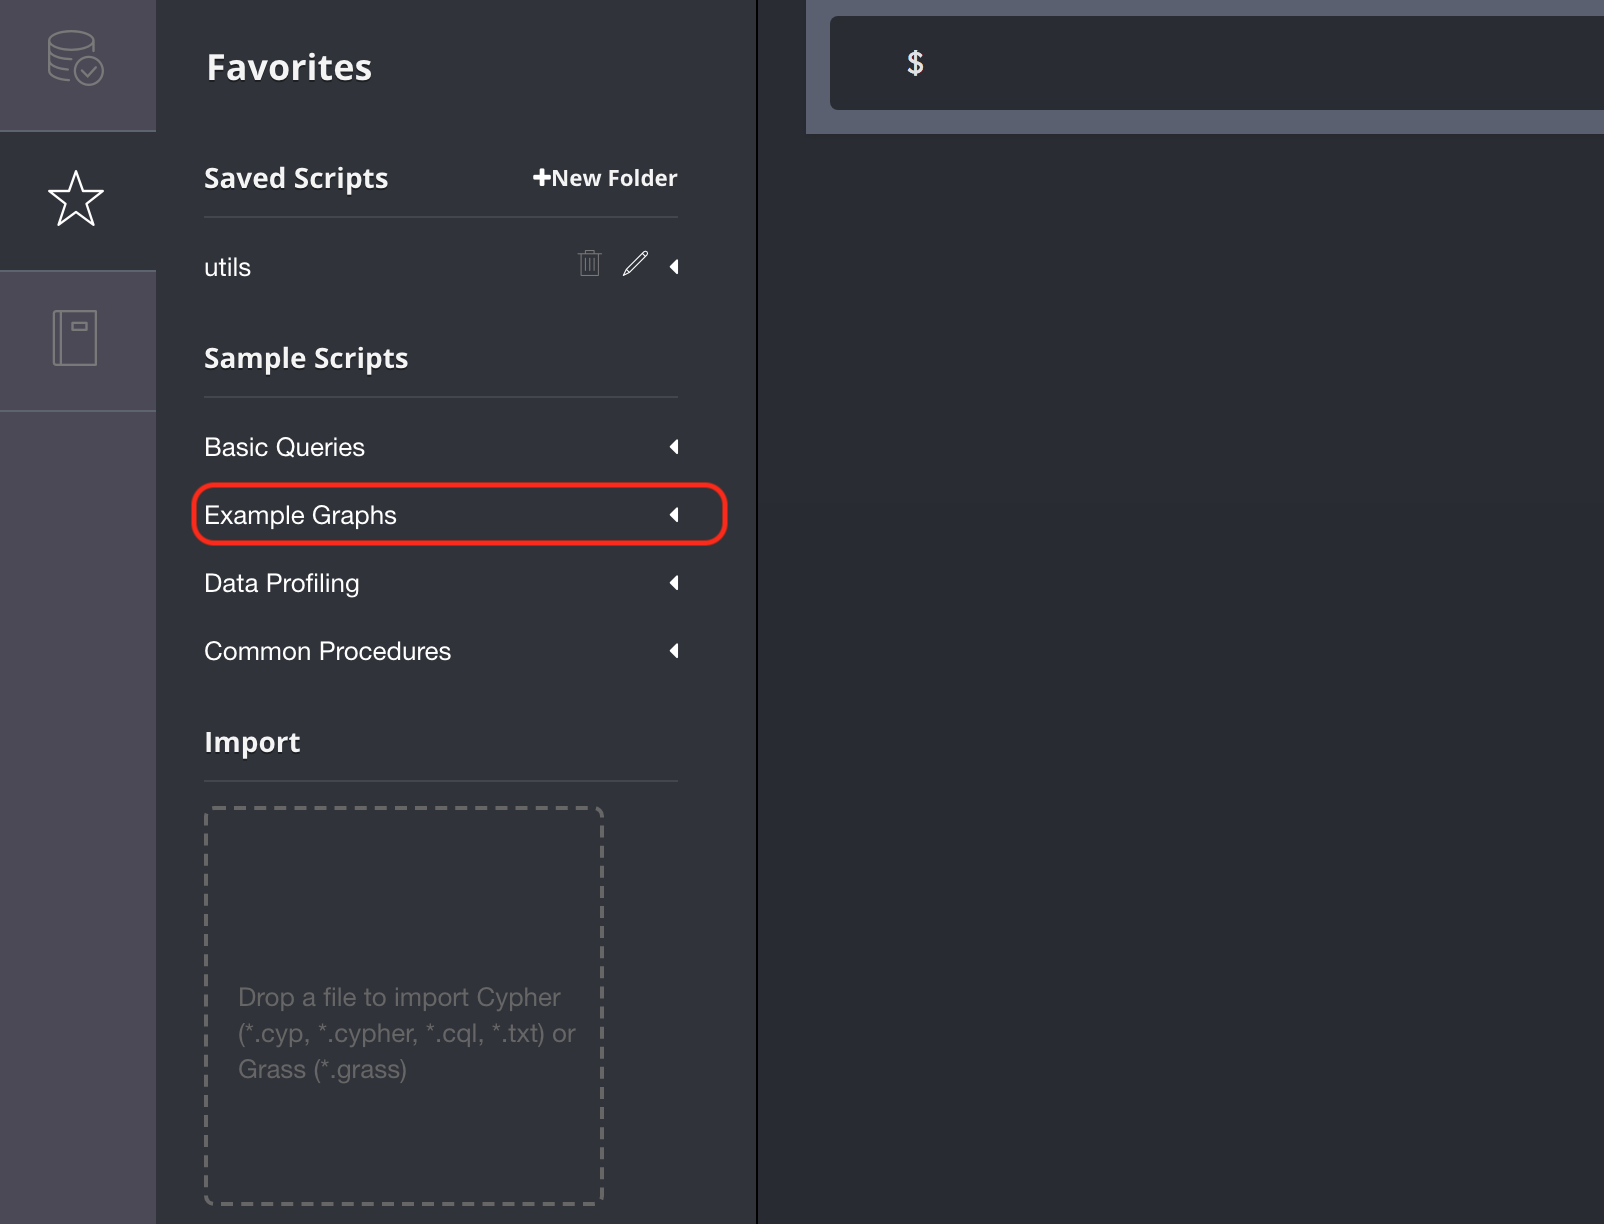 Favorites
$
Saved Scripts +New Folder
utils
Sample Scripts
Basic Queries
Example Graphs
Data Profiling
Common Procedures
Import
Drop a file to import Cypher
(*.cyp, *.cypher, *.cql, *.txt) or
Grass (*.grass)